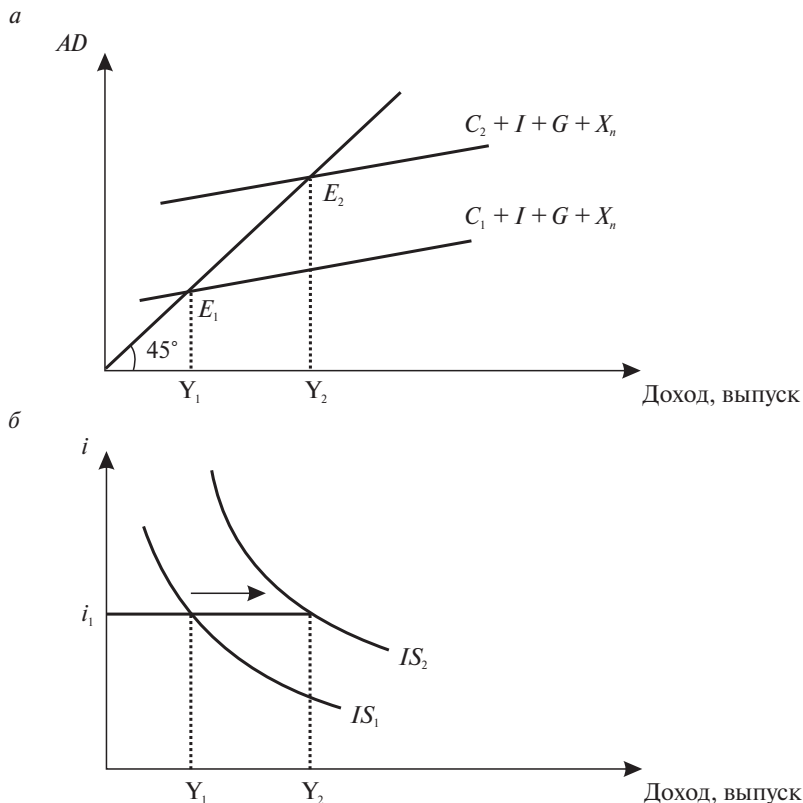 а
AD
C₂ + I + G + Xₙ
E₂
C₁ + I + G + Xₙ
E₁
45°
Y₁ Y₂
Доход, выпуск
б
i
i₁
IS₂
IS₁
Y₁ Y₂
Доход, выпуск